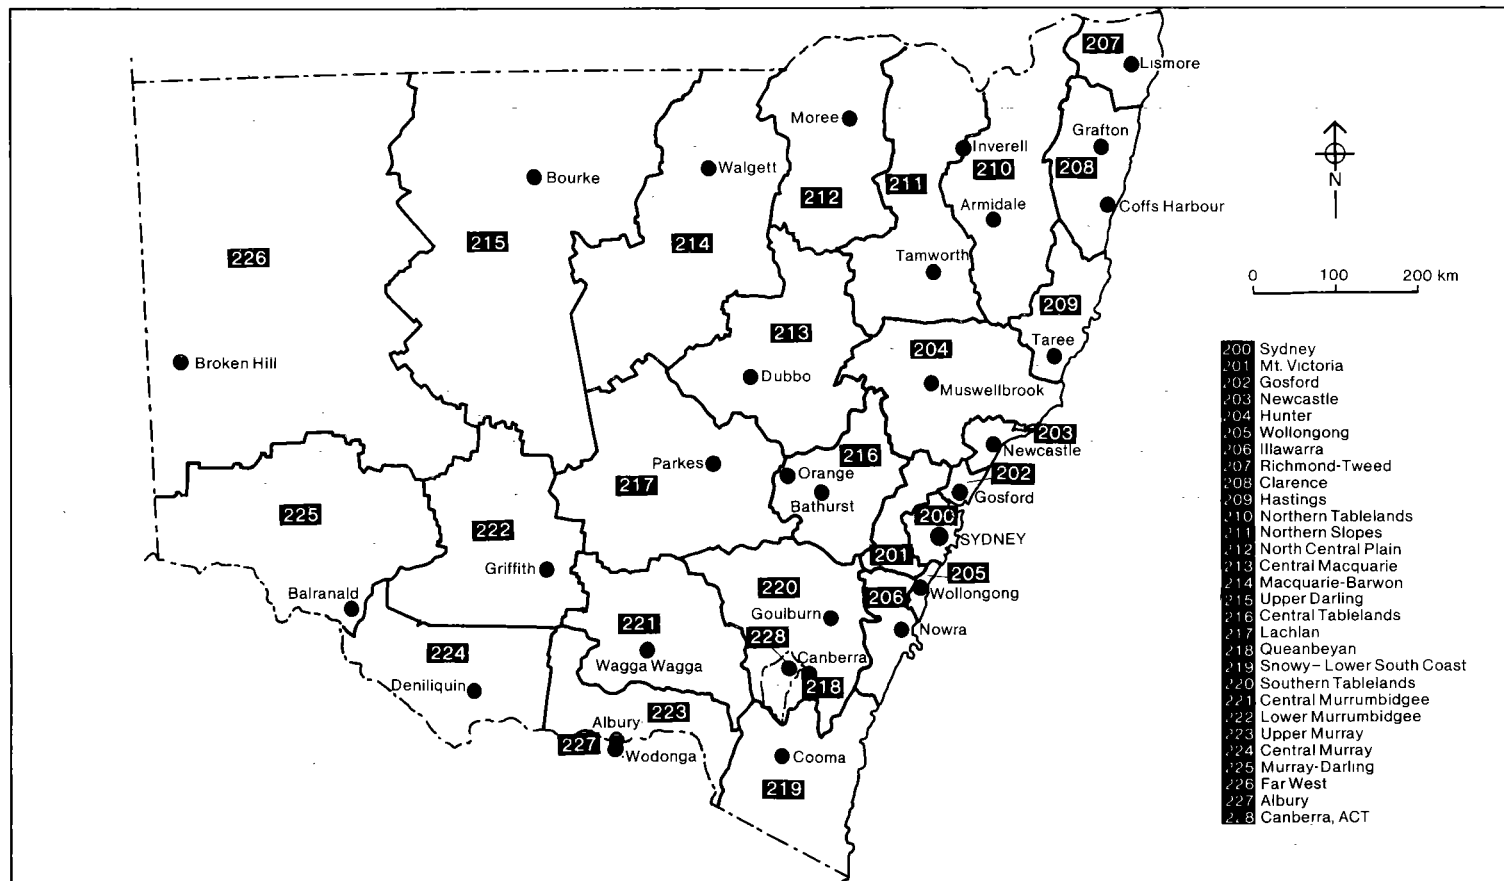 207
Lismore
Moree
Grafton
Inverell
Walgett
210
208
N
Bourke
211
212
Armidale
Coffs Harbour
215
214
226
Tamworth
0 100 200 km
209
213
Taree
204
Broken Hill
Dubbo
Muswellbrook
203
Newcastle
216
Parkes
Orange
202
217
Bathurst
Gosford
225
200
222
SYDNEY
201
Griffith
205
220
Balranald
206
Wollongong
Goulburn
221
Nowra
228
224
Wagga Wagga
Canberra
218
Deniliquin
223
Albury
227
Wodonga
Cooma
219
200 Sydney
201 Mt. Victoria
202 Gosford
203 Newcastle
204 Hunter
205 Wollongong
206 Illawarra
207 Richmond-Tweed
208 Clarence
209 Hastings
210 Northern Tablelands
211 Northern Slopes
212 North Central Plain
213 Central Macquarie
214 Macquarie-Barwon
215 Upper Darling
216 Central Tablelands
217 Lachlan
218 Queanbeyan
219 Snowy–Lower South Coast
220 Southern Tablelands
221 Central Murrumbidgee
222 Lower Murrumbidgee
223 Upper Murray
224 Central Murray
225 Murray-Darling
226 Far West
227 Albury
228 Canberra, ACT